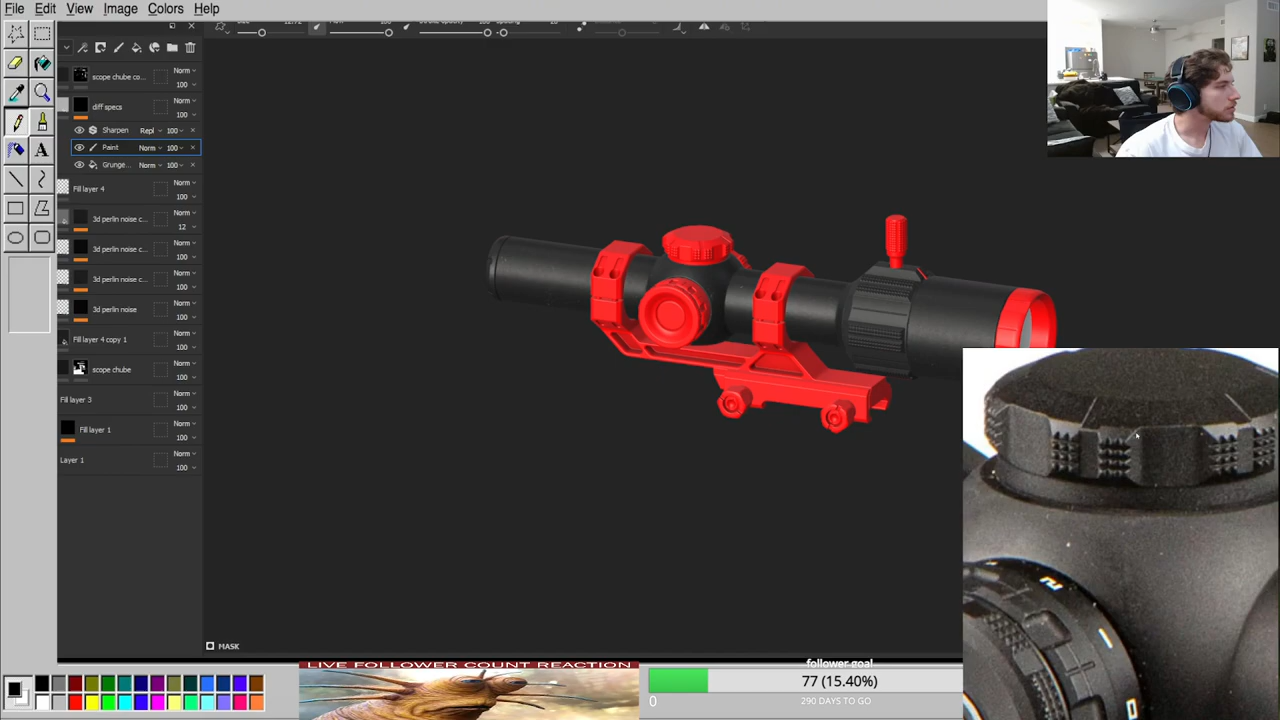 File Edit View Image Colors Help
scope chube co... Norm 100
diff specs Norm 100
Sharpen Repl 100
Paint Norm 100
Grunge... Norm 100
Fill layer 4 Norm 100
3d perlin noise c... Norm 12
3d perlin noise c... Norm 100
3d perlin noise c... Norm 100
3d perlin noise Norm 100
Fill layer 4 copy 1 Norm 100
scope chube Norm 100
Fill layer 3 Norm 100
Fill layer 1 Norm 100
Layer 1 Norm 100
MASK
LIVE FOLLOWER COUNT REACTION
follower goal
77 (15.40%)
0
290 DAYS TO GO
2
1
0